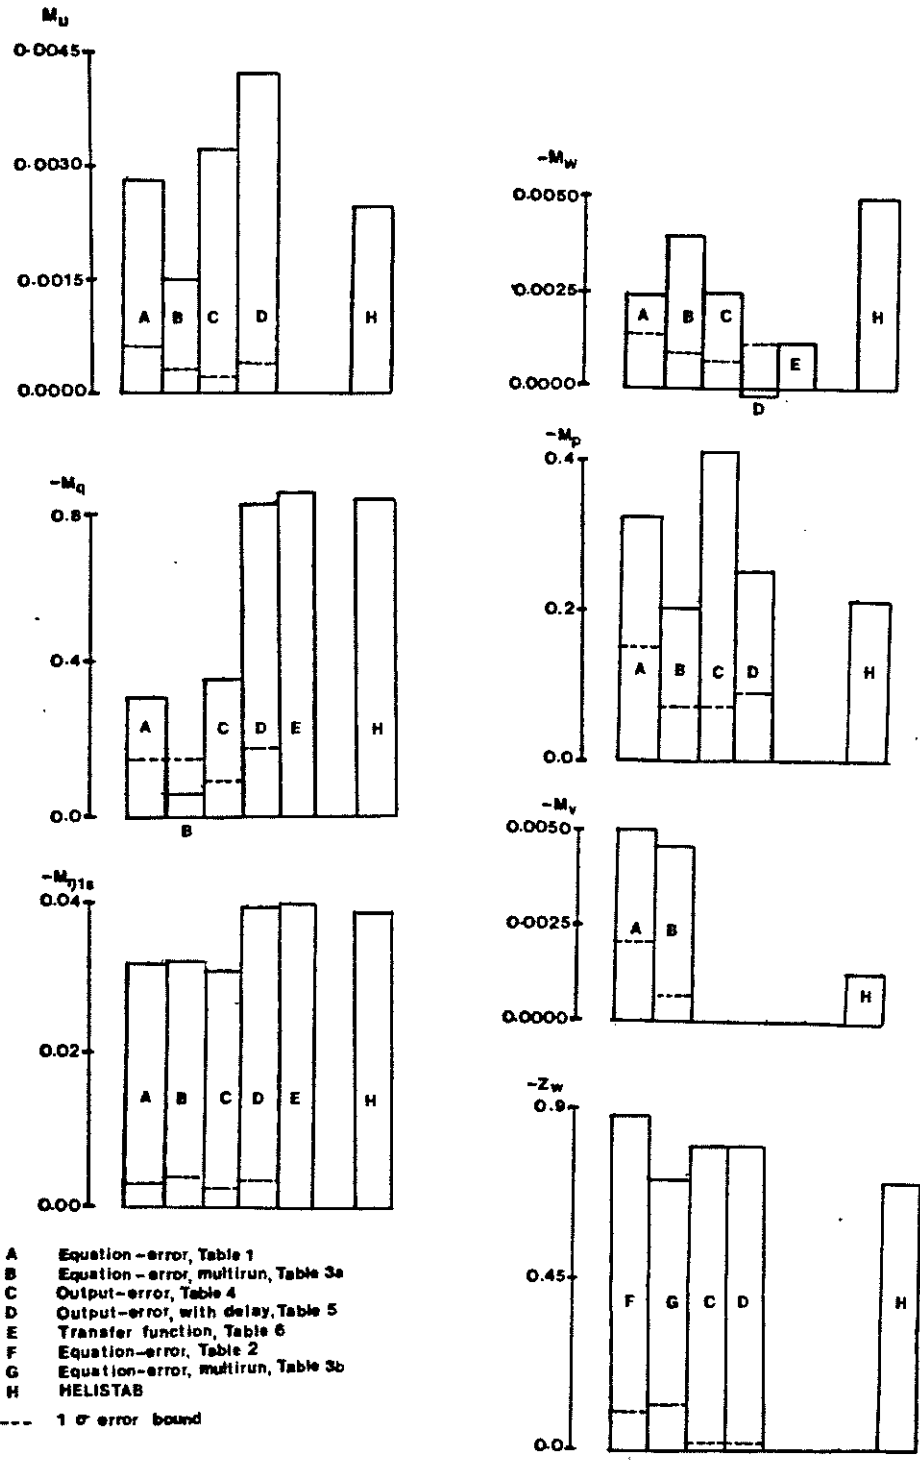 Mu
0.0045
0.0030
0.0015
0.0000
A B C D H
-Mq
0.8
0.4
0.0
A C D E H
B
-Mη1s
0.04
0.02
0.00
A B C D E H
-Mw
0.0050
0.0025
0.0000
A B C E H
D
-Mp
0.4
0.2
0.0
A B C D H
-Mv
0.0050
0.0025
0.0000
A B H
-Zw
0.9
0.45
0.0
F G C D H
A Equation-error, Table 1
B Equation-error, multirun, Table 3a
C Output-error, Table 4
D Output-error, with delay, Table 5
E Transfer function, Table 6
F Equation-error, Table 2
G Equation-error, multirun, Table 3b
H HELISTAB
--- 1 σ error bound